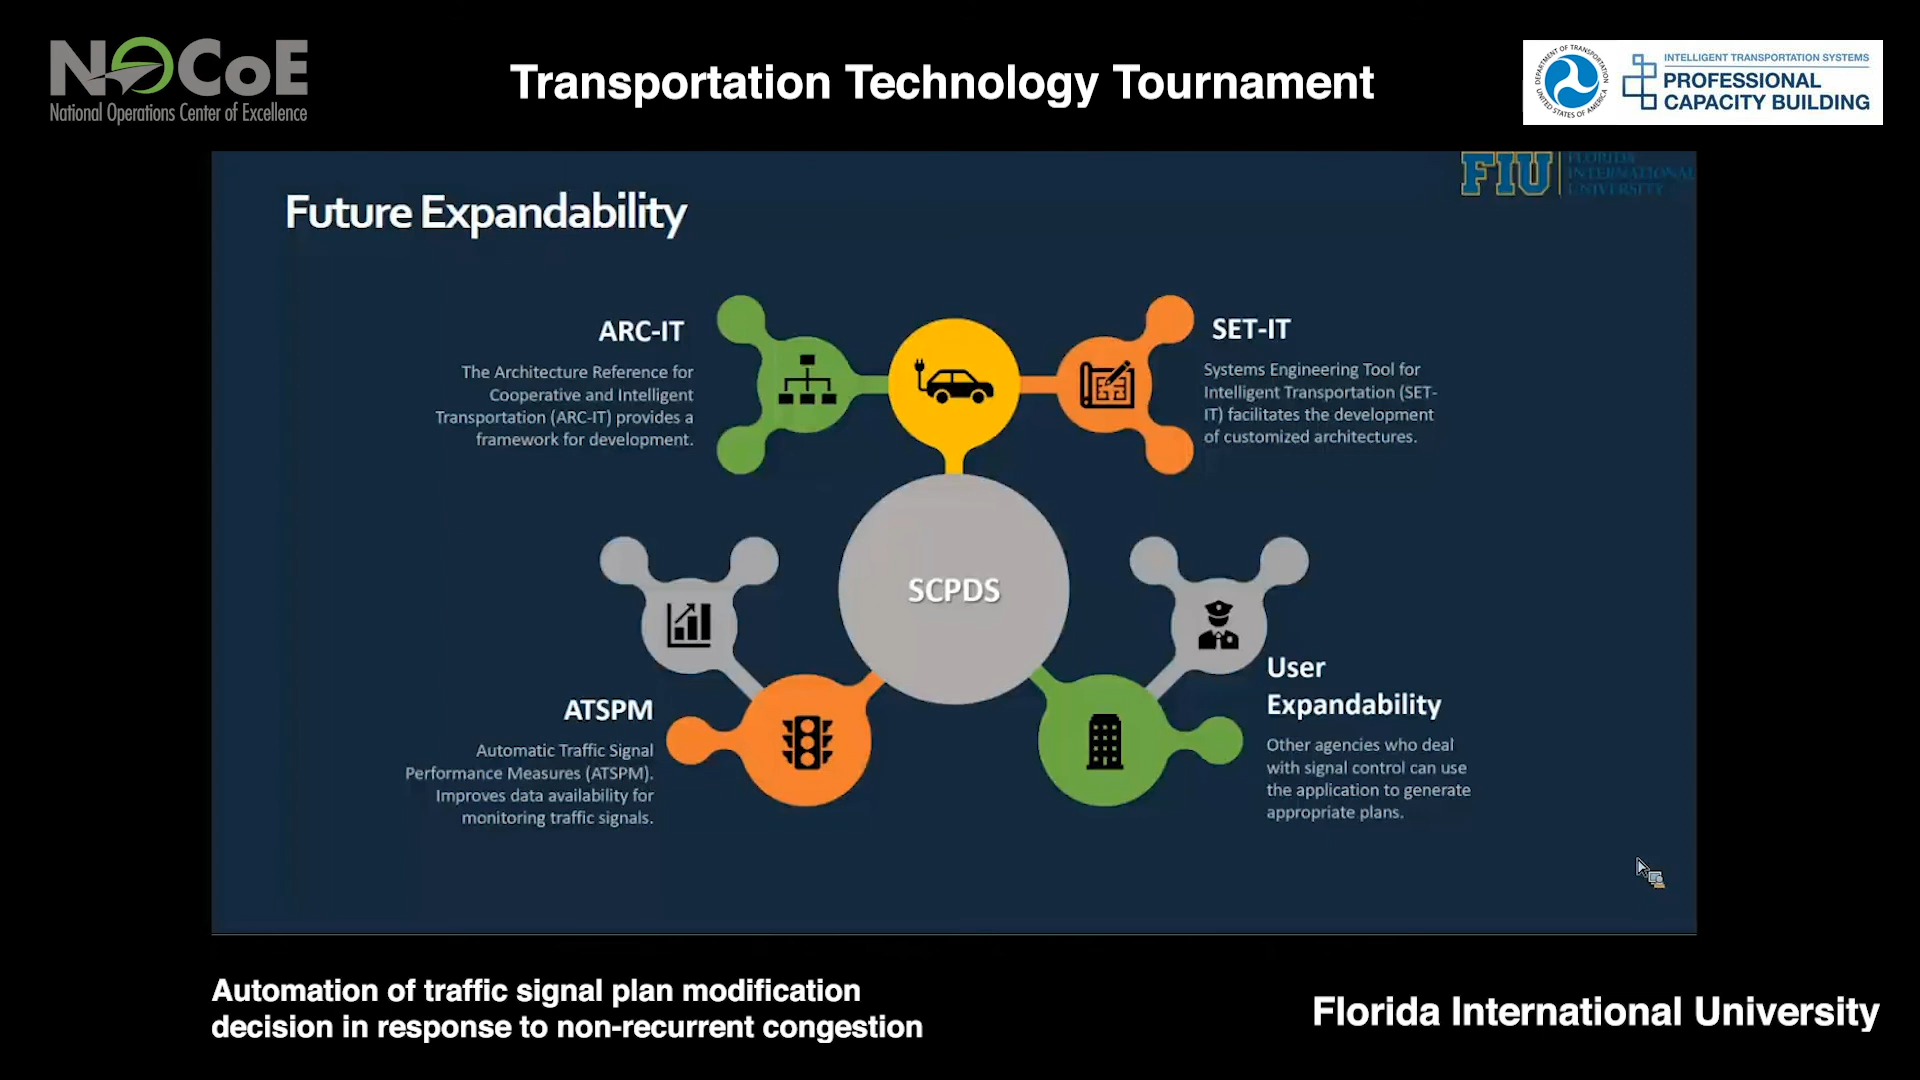 NOCoE
National Operations Center of Excellence
Transportation Technology Tournament
DEPARTMENT OF TRANSPORTATION
UNITED STATES OF AMERICA
INTELLIGENT TRANSPORTATION SYSTEMS
PROFESSIONAL
CAPACITY BUILDING
FIU
FLORIDA
INTERNATIONAL
UNIVERSITY
Future Expandability
ARC-IT
The Architecture Reference for
Cooperative and Intelligent
Transportation (ARC-IT) provides a
framework for development.
SET-IT
Systems Engineering Tool for
Intelligent Transportation (SET-
IT) facilitates the development
of customized architectures.
SCPDS
ATSPM
Automatic Traffic Signal
Performance Measures (ATSPM).
Improves data availability for
monitoring traffic signals.
User
Expandability
Other agencies who deal
with signal control can use
the application to generate
appropriate plans.
Automation of traffic signal plan modification
decision in response to non-recurrent congestion
Florida International University